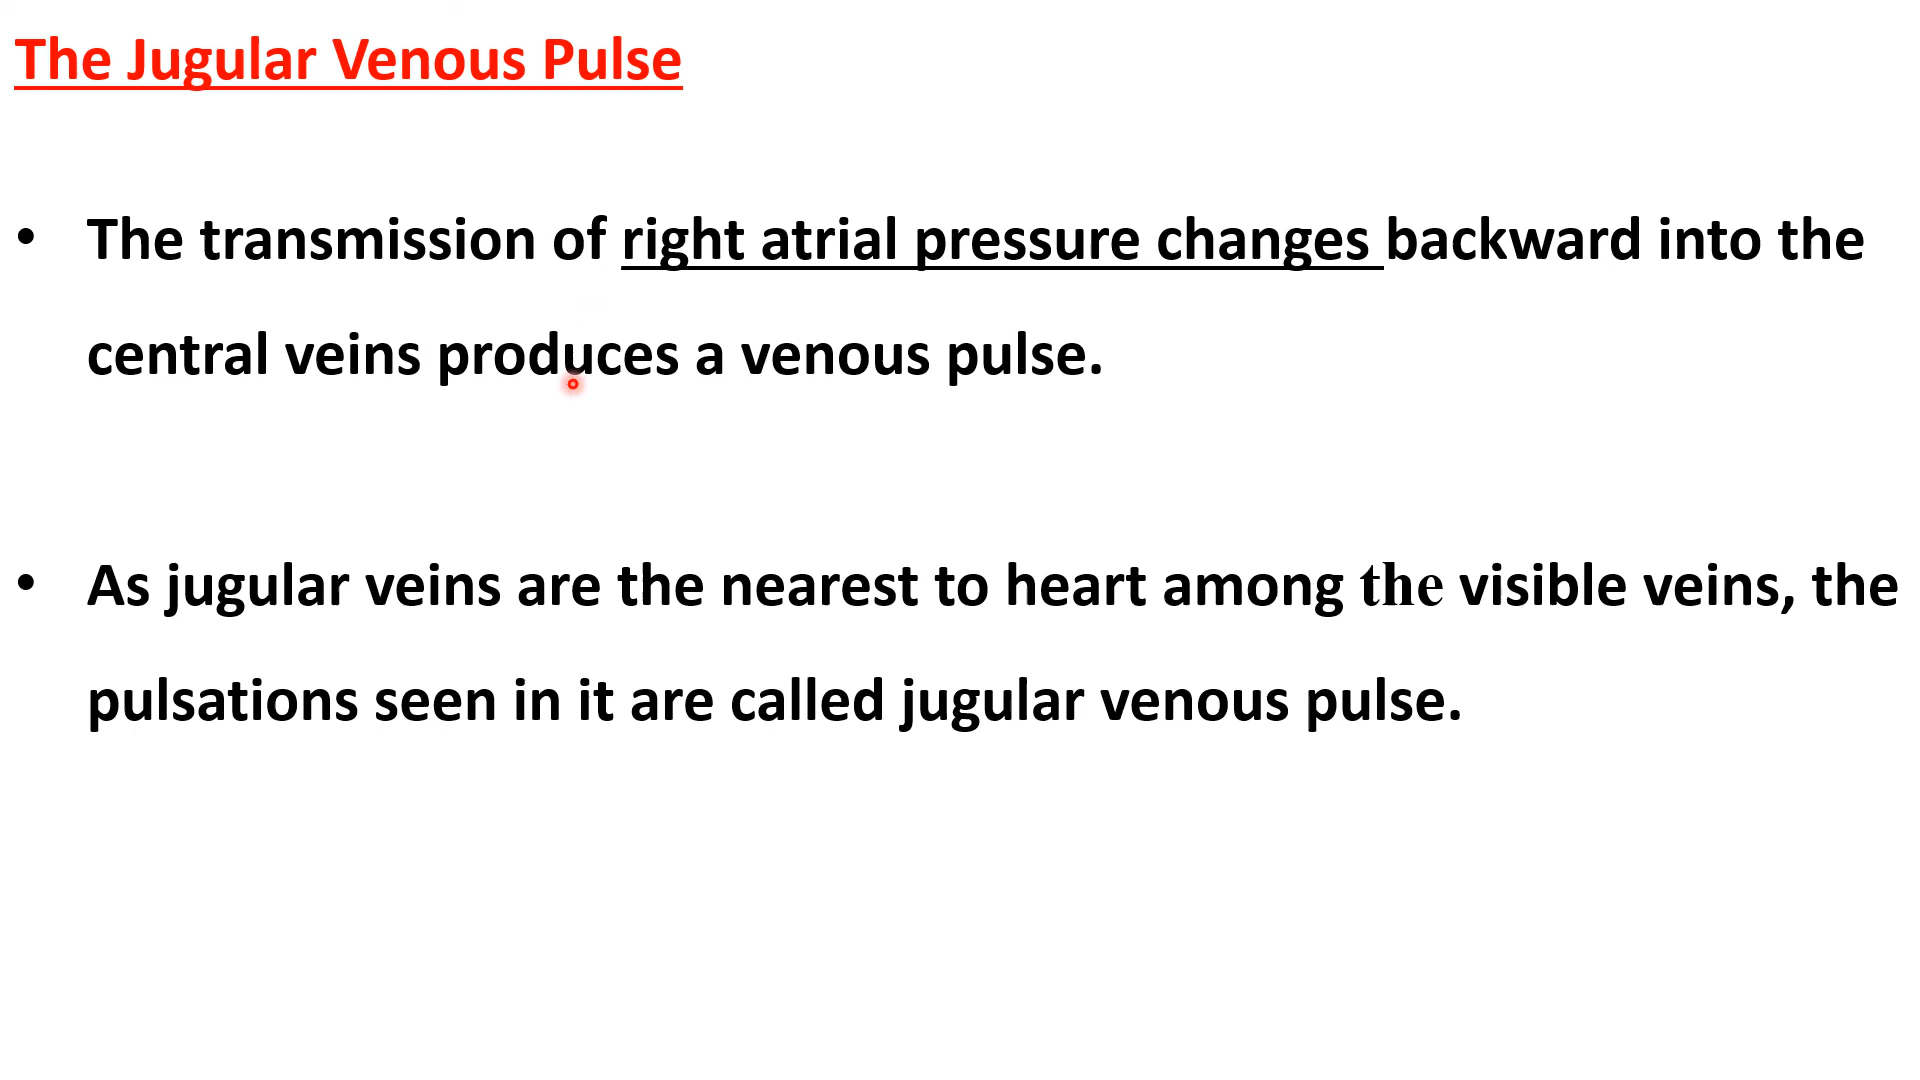 The Jugular Venous Pulse
• The transmission of right atrial pressure changes backward into the
central veins produces a venous pulse.
• As jugular veins are the nearest to heart among the visible veins, the
pulsations seen in it are called jugular venous pulse.